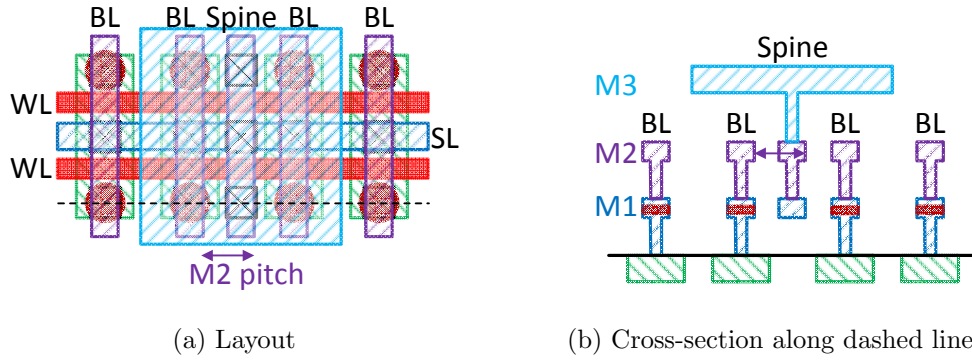 BL BL Spine BL BL
WL
SL
WL
M2 pitch
(a) Layout
Spine
M3
BL BL BL BL
M2
M1
(b) Cross-section along dashed line